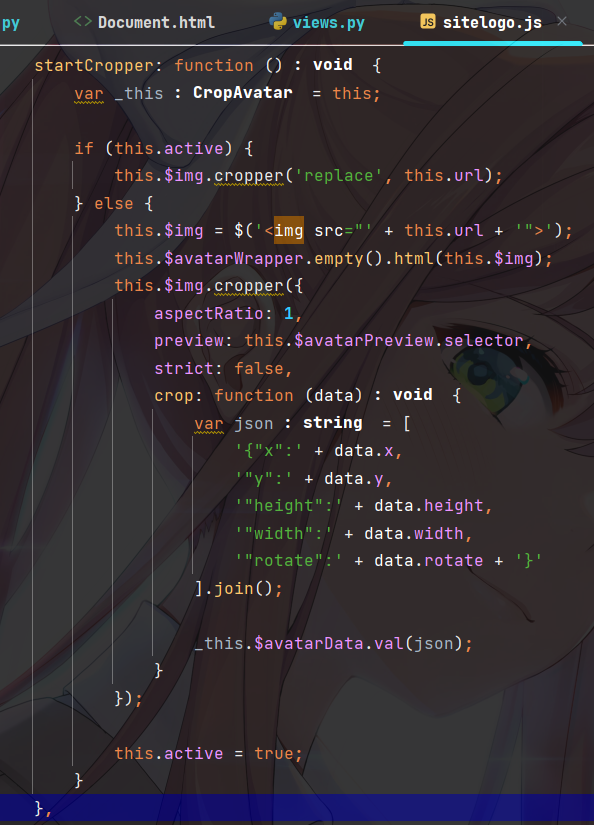 py <> Document.html views.py JS sitelogo.js ×
startCropper: function () : void {
var _this : CropAvatar = this;
if (this.active) {
this.$img.cropper('replace', this.url);
} else {
this.$img = $('<img src="' + this.url + '">');
this.$avatarWrapper.empty().html(this.$img);
this.$img.cropper({
aspectRatio: 1,
preview: this.$avatarPreview.selector,
strict: false,
crop: function (data) : void {
var json : string = [
'{"x":' + data.x,
'"y":' + data.y,
'"height":' + data.height,
'"width":' + data.width,
'"rotate":' + data.rotate + '}'
].join();
_this.$avatarData.val(json);
}
});
this.active = true;
}
},